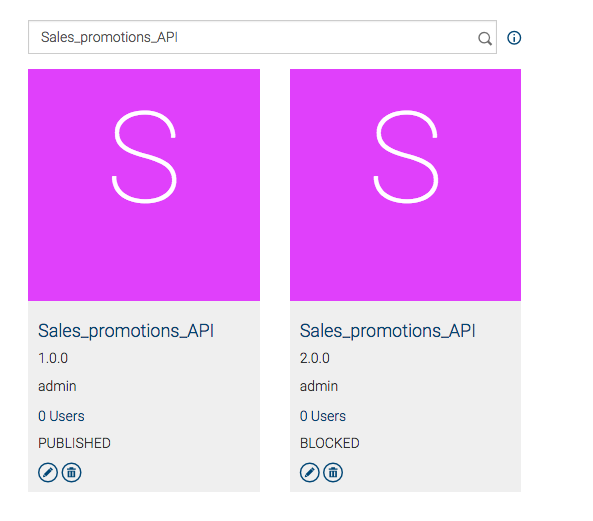 Sales_promotions_API
S
Sales_promotions_API
1.0.0
admin
0 Users
PUBLISHED
S
Sales_promotions_API
2.0.0
admin
0 Users
BLOCKED